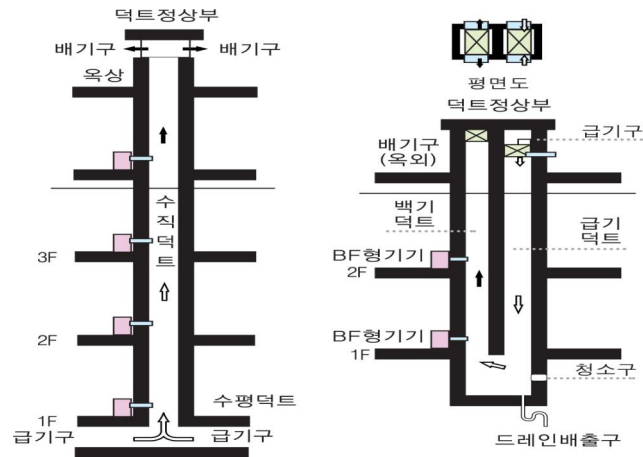 덕트정상부
배기구
배기구
옥상
수직덕트
3F
2F
1F
수평덕트
급기구
급기구
평면도
덕트정상부
급기구
배기구
(옥외)
백기
덕트
급기
덕트
BF형기기
2F
BF형기기
1F
청소구
드레인배출구